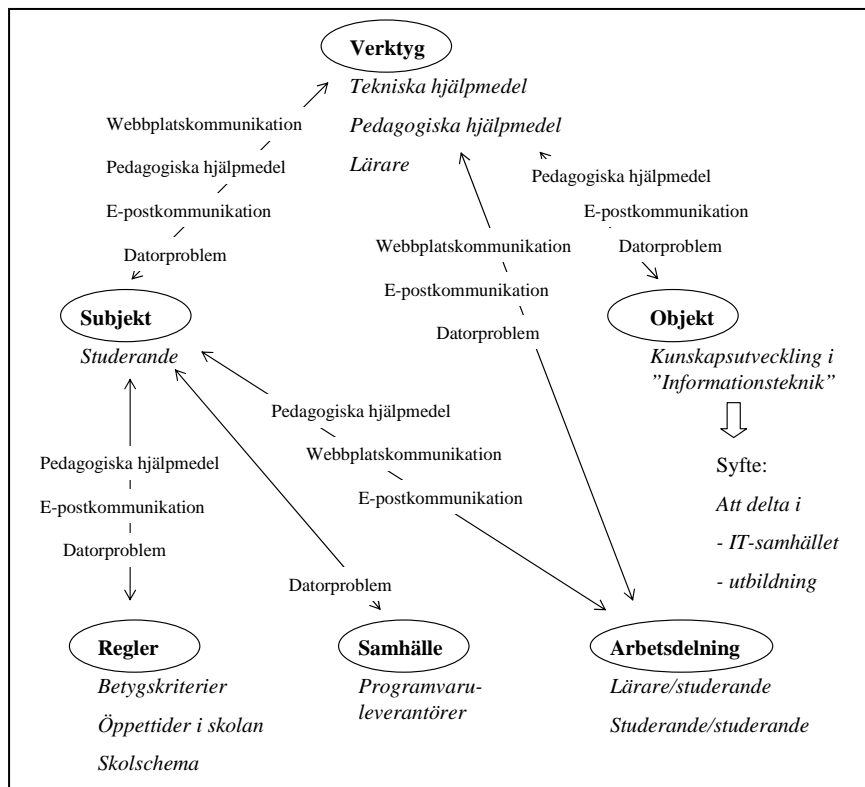 Verktyg
Tekniska hjälpmedel
Pedagogiska hjälpmedel
Lärare
Webbplatskommunikation
Pedagogiska hjälpmedel
E-postkommunikation
Datorproblem
Pedagogiska hjälpmedel
E-postkommunikation
Datorproblem
Webbplatskommunikation
E-postkommunikation
Datorproblem
Subjekt
Studerande
Objekt
Kunskapsutveckling i
”Informationsteknik”
Syfte:
Att delta i
- IT-samhället
- utbildning
Pedagogiska hjälpmedel
Webbplatskommunikation
E-postkommunikation
Pedagogiska hjälpmedel
E-postkommunikation
Datorproblem
Datorproblem
Regler
Betygskriterier
Öppettider i skolan
Skolschema
Samhälle
Programvaru-
leverantörer
Arbetsdelning
Lärare/studerande
Studerande/studerande